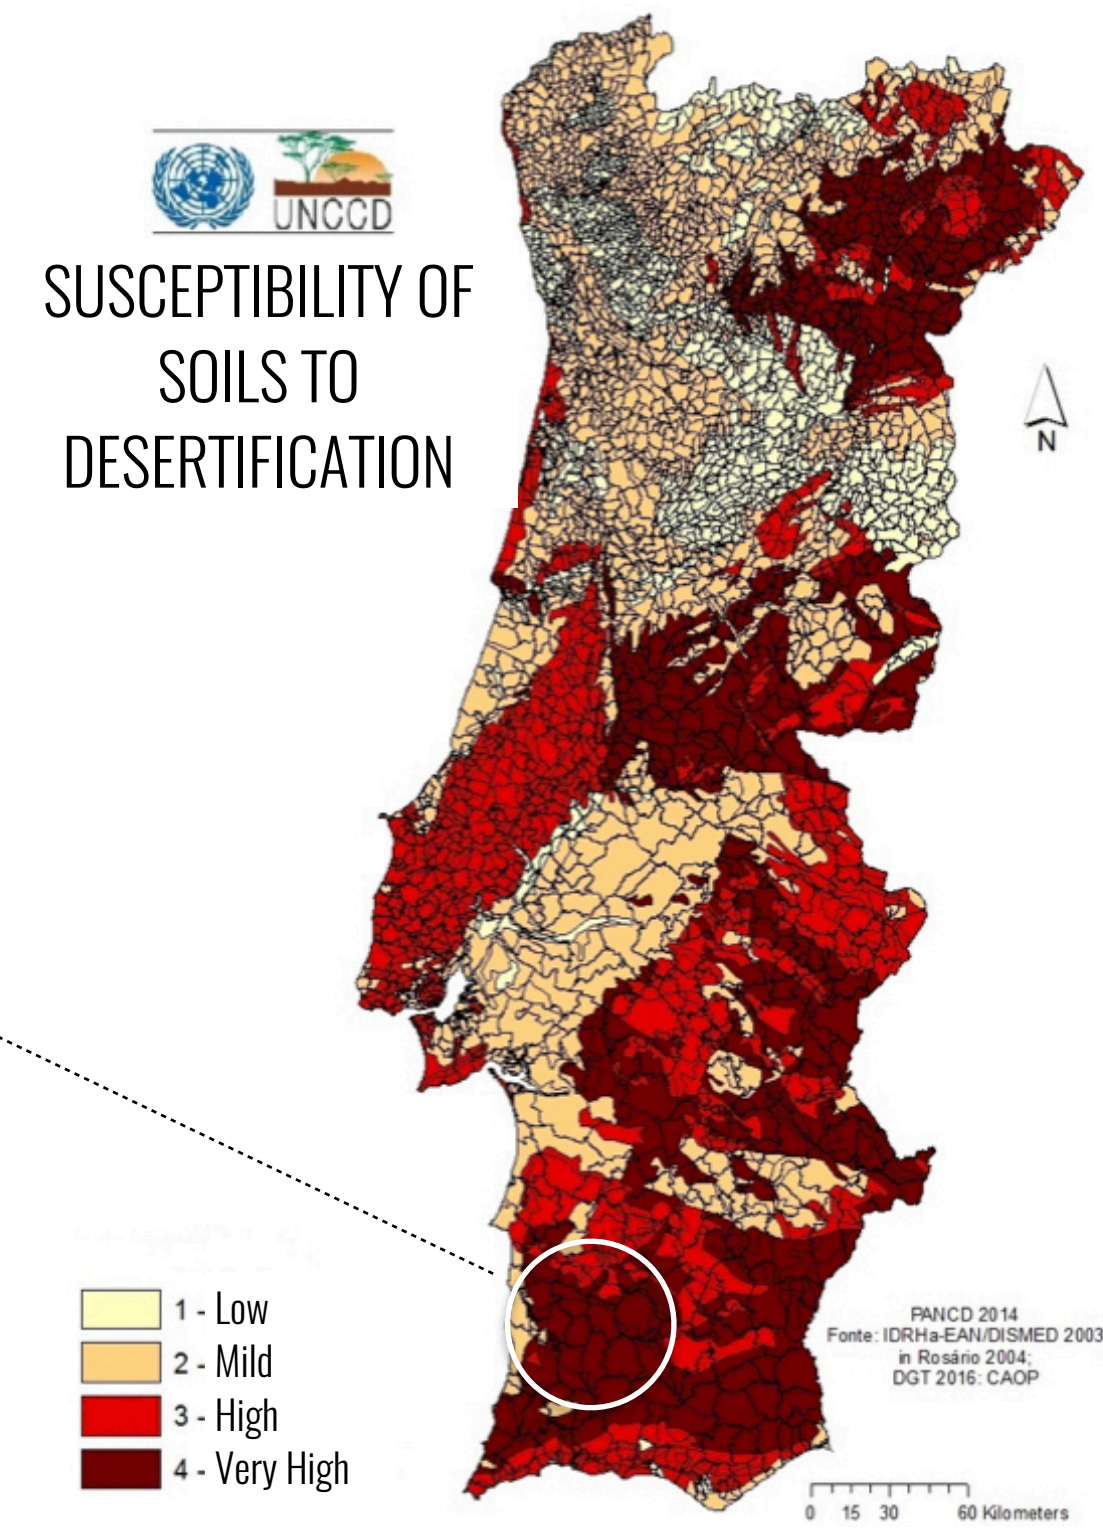 UNCCD
SUSCEPTIBILITY OF
SOILS TO
DESERTIFICATION
N
1 - Low
2 - Mild
3 - High
4 - Very High
PANCD 2014
Fonte: IDRHa-EAN/DISMED 2003
in Rosário 2004;
DGT 2016: CAOP
0 15 30 60 Kilometers